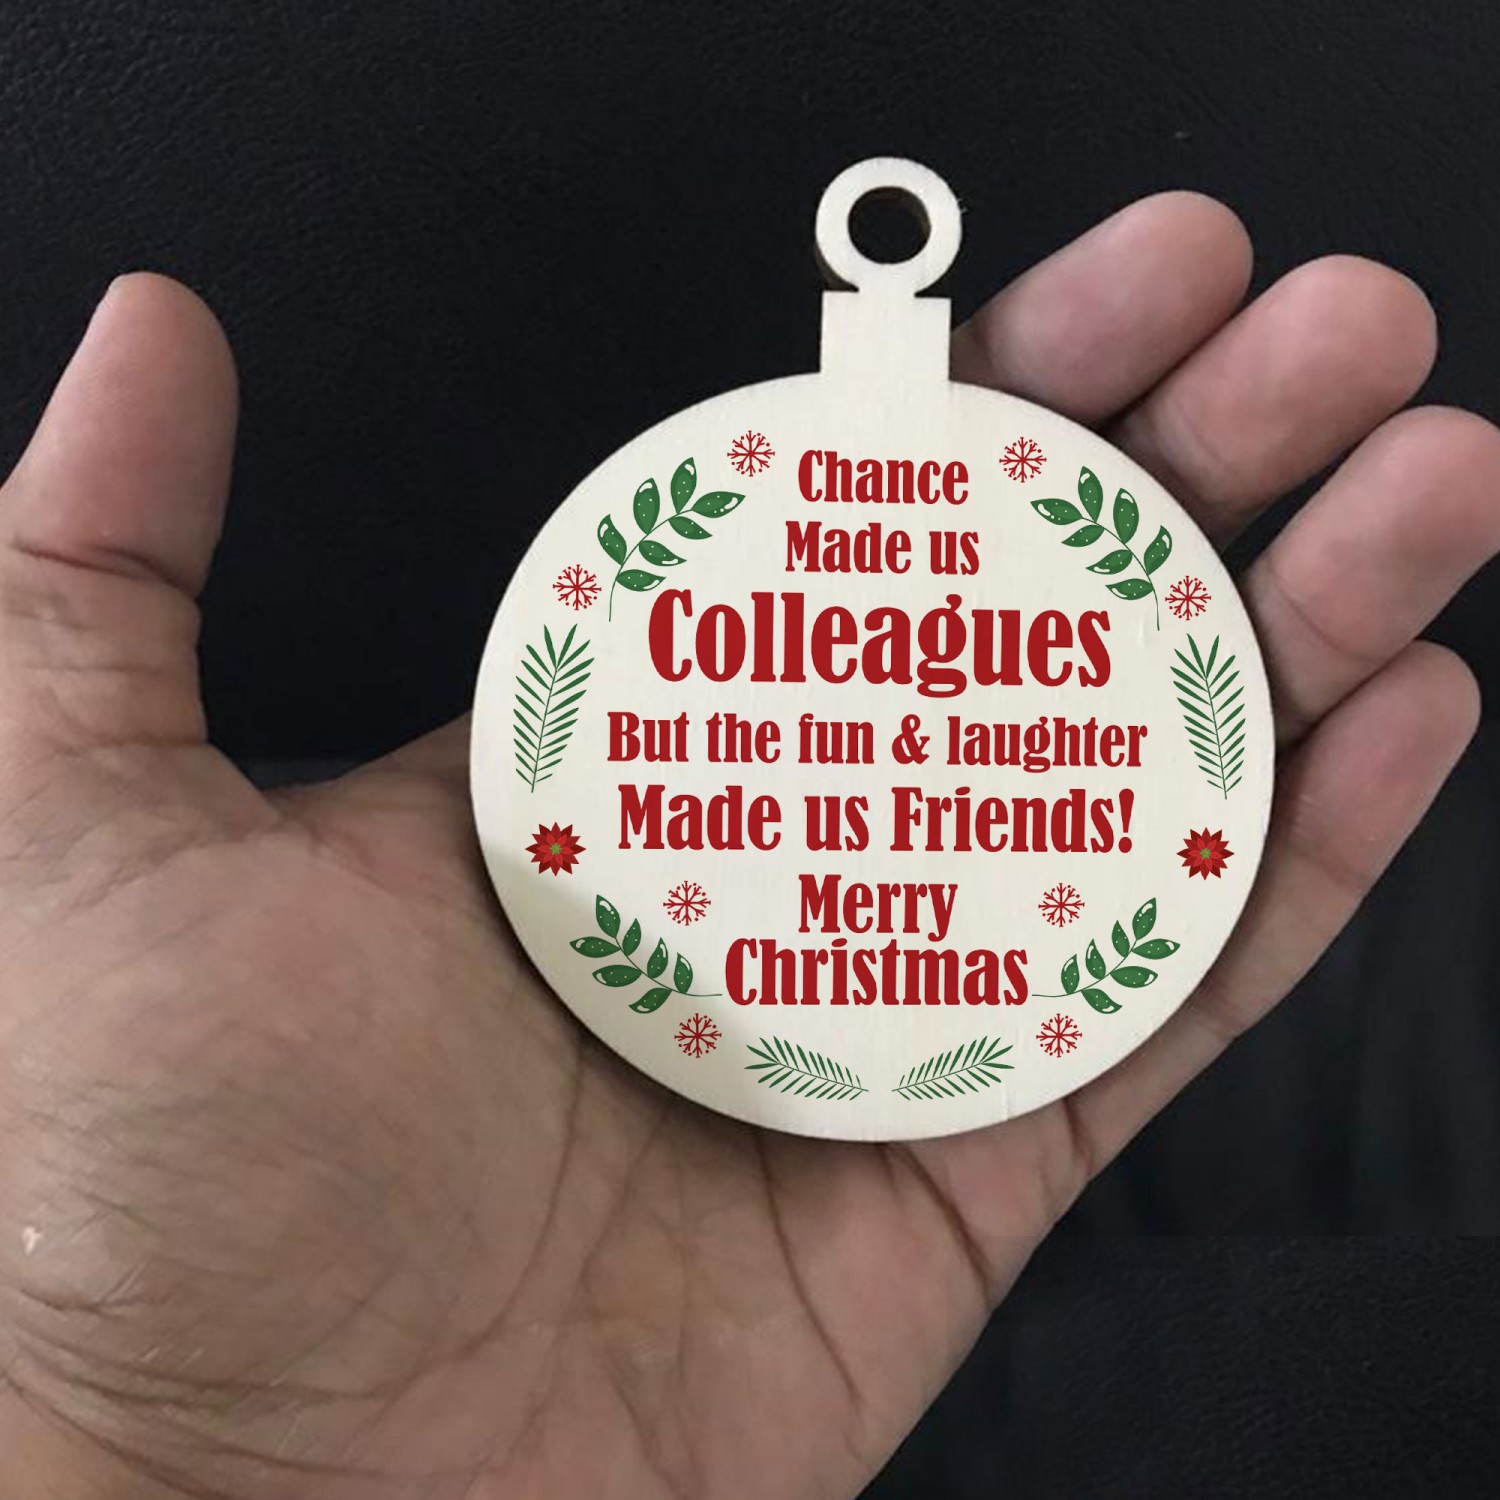 Chance
Made us
Colleagues
But the fun & laughter
Made us Friends!
Merry
Christmas